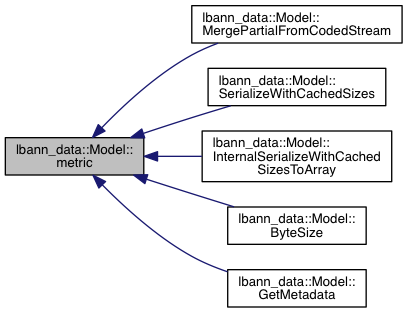 lbann_data::Model::
MergePartialFromCodedStream
lbann_data::Model::
SerializeWithCachedSizes
lbann_data::Model::
metric
lbann_data::Model::
InternalSerializeWithCached
SizesToArray
lbann_data::Model::
ByteSize
lbann_data::Model::
GetMetadata